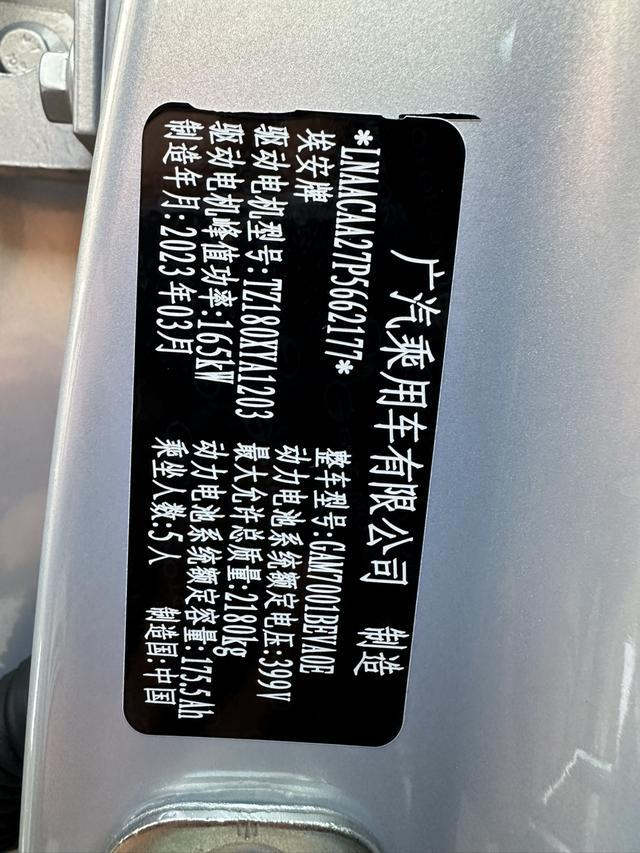 广汽乘用车有限公司 制造
*LNAACAA27P5662177*
埃安牌 整车型号:GAM7001BEVA0F
驱动电机型号:TZ180XYA1203 动力电池系统额定电压:399V
驱动电机峰值功率:165kW 最大允许总质量:2180kg
制造年月:2023年03月 动力电池系统额定容量:175.5Ah
乘坐人数:5人 制造国:中国